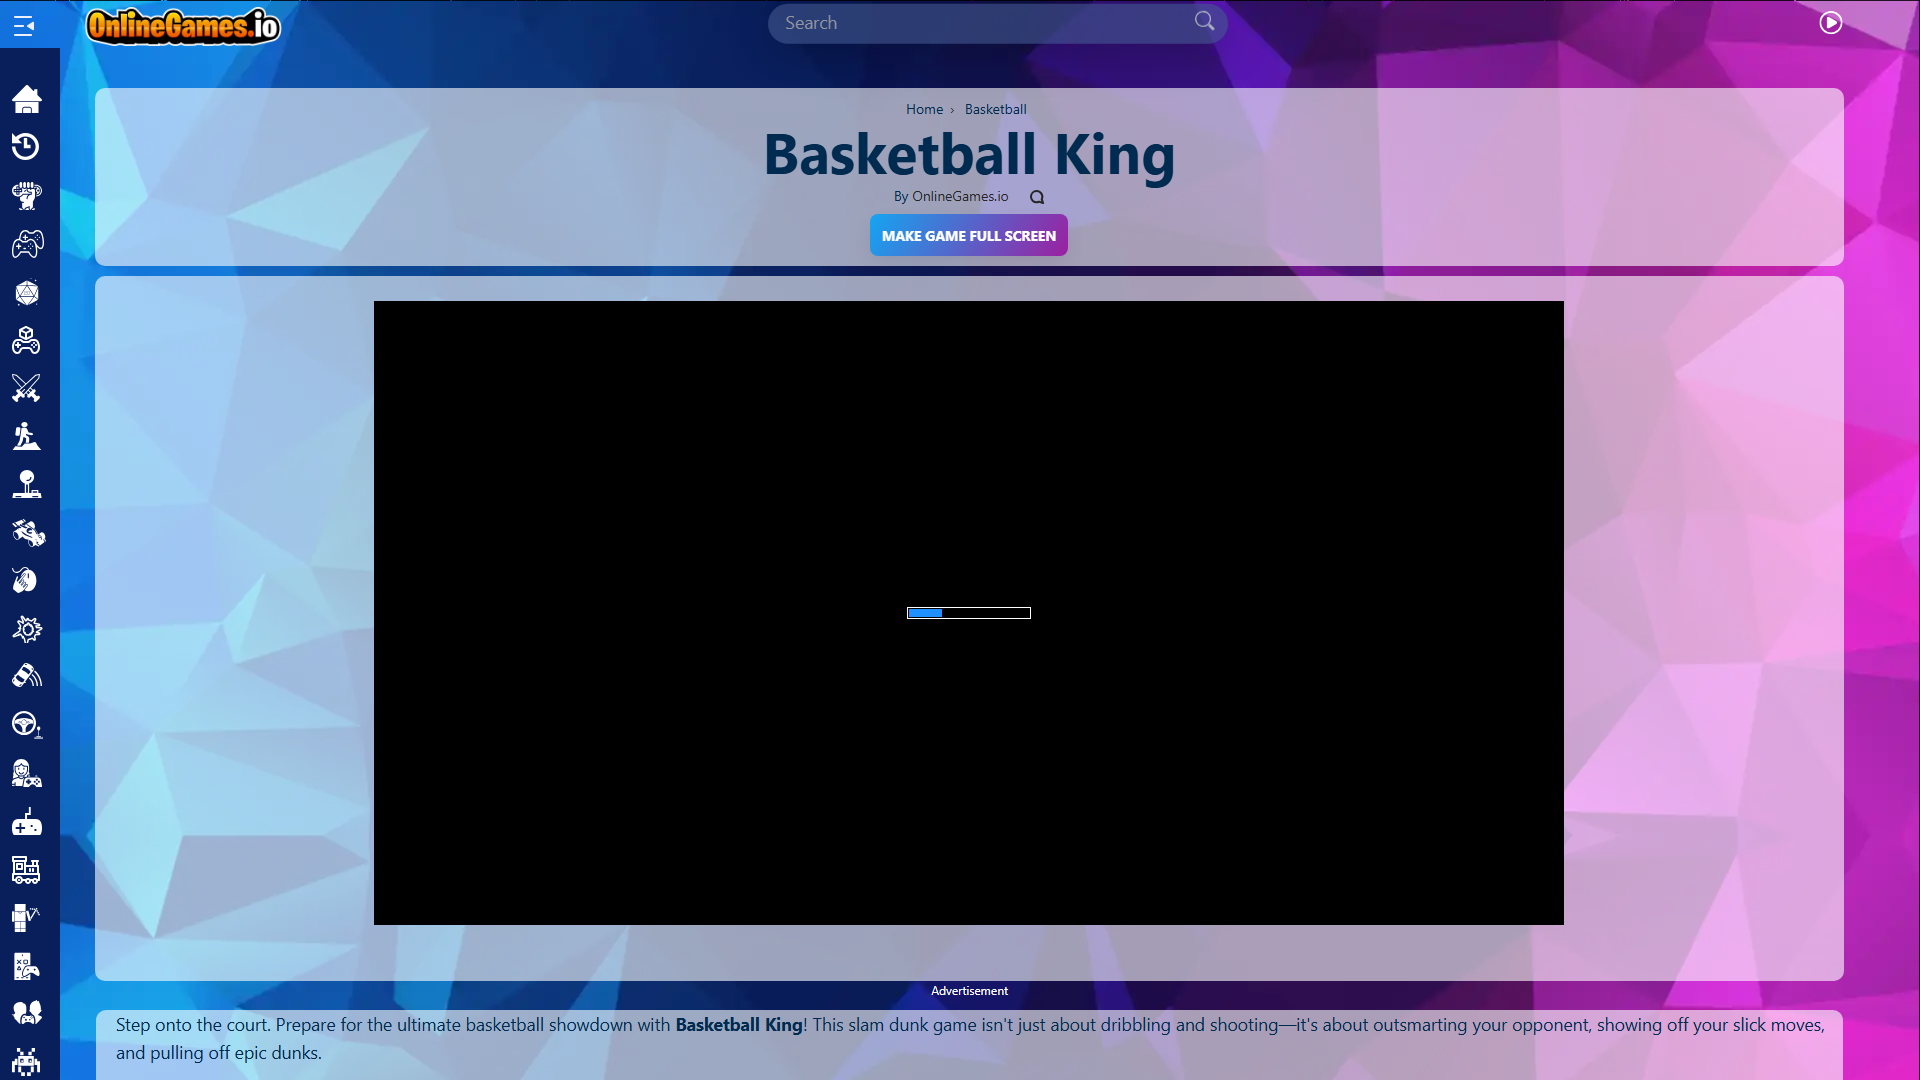 OnlineGames.io
Search
Home › Basketball
Basketball King
By OnlineGames.io
MAKE GAME FULL SCREEN
Advertisement
Step onto the court. Prepare for the ultimate basketball showdown with Basketball King! This slam dunk game isn't just about dribbling and shooting—it's about outsmarting your opponent, showing off your slick moves,
and pulling off epic dunks.